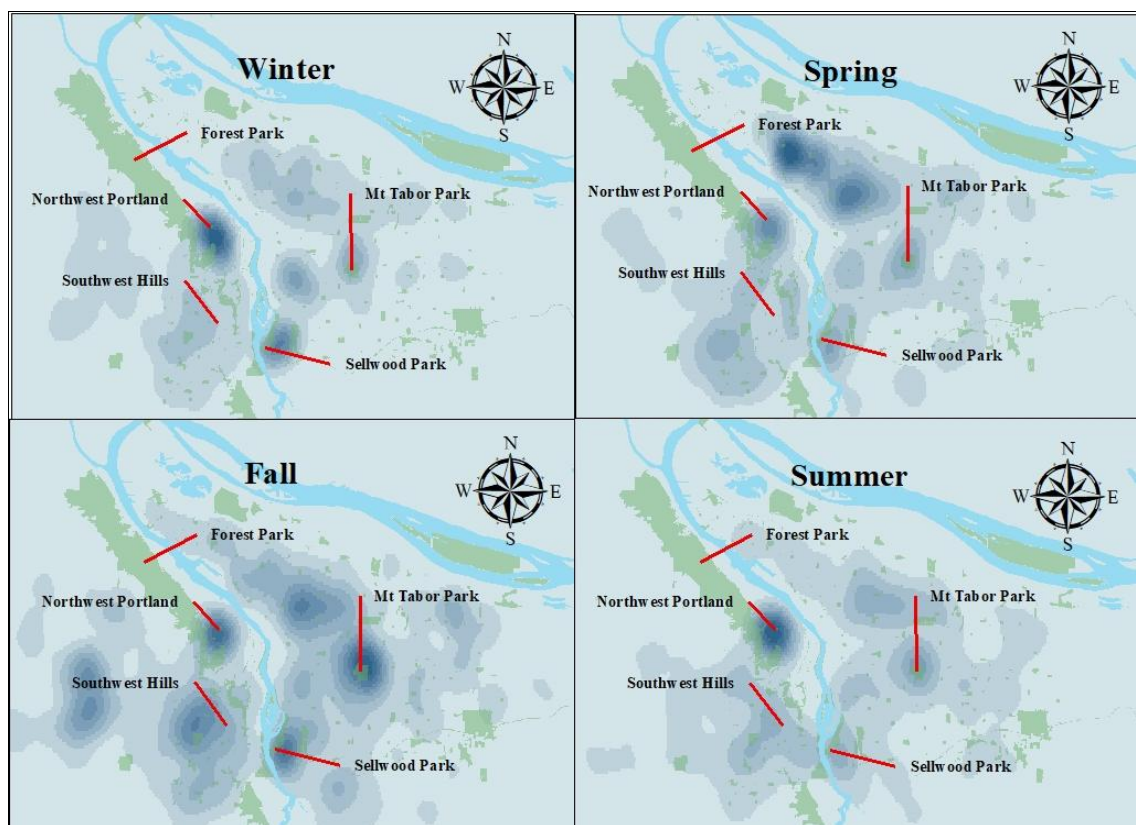 Winter
N
W E
S
Forest Park
Northwest Portland
Mt Tabor Park
Southwest Hills
Sellwood Park
Spring
N
W E
S
Forest Park
Northwest Portland
Mt Tabor Park
Southwest Hills
Sellwood Park
Fall
N
W E
S
Forest Park
Northwest Portland
Mt Tabor Park
Southwest Hills
Sellwood Park
Summer
N
W E
S
Forest Park
Northwest Portland
Mt Tabor Park
Southwest Hills
Sellwood Park